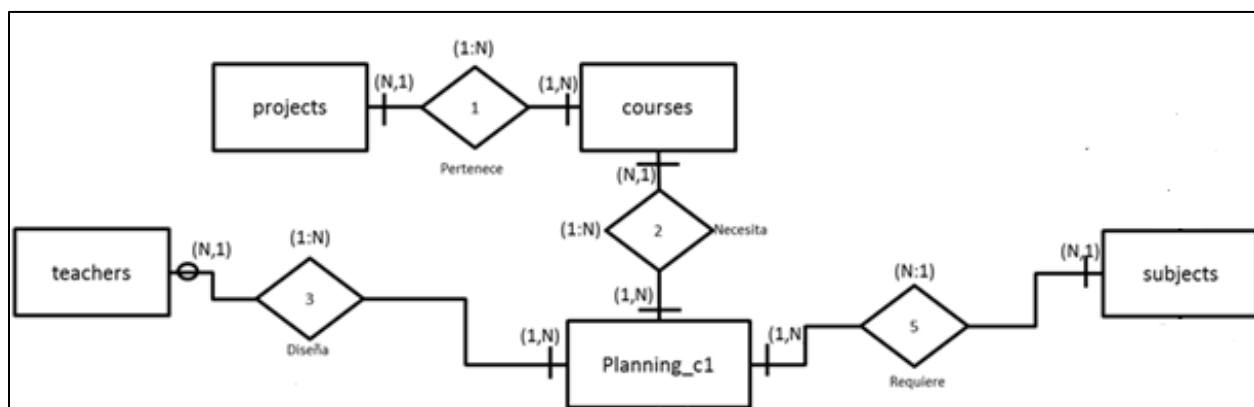 (1:N)
projects
(N,1)
1
(1,N)
courses
Pertenece
(N,1)
(1:N)
2
Necesita
(1,N)
teachers
(N,1)
(1:N)
3
Diseña
(1,N)
Planning_c1
(1,N
(N:1)
5
Requiere
(N,1)
subjects